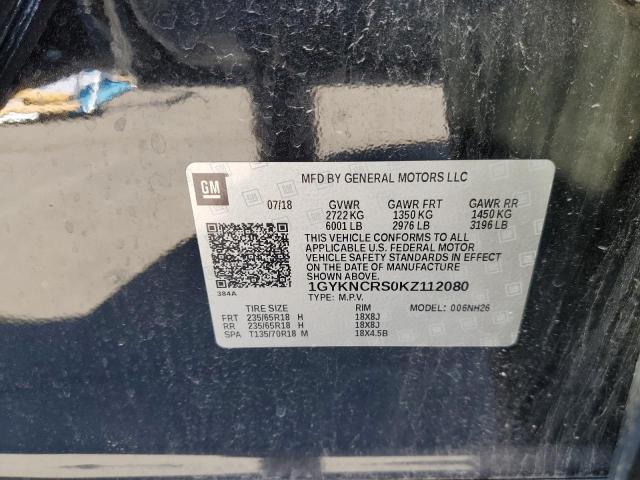 GM
MFD BY GENERAL MOTORS LLC
07/18 GVWR GAWR FRT GAWR RR
2722 KG 1350 KG 1450 KG
6001 LB 2976 LB 3196 LB
THIS VEHICLE CONFORMS TO ALL
APPLICABLE U.S. FEDERAL MOTOR
VEHICLE SAFETY STANDARDS IN EFFECT
ON THE DATE OF MANUFACTURE
SHOWN ABOVE.
1GYKNCRS0KZ112080
384A
TYPE: M.P.V.
TIRE SIZE RIM MODEL: 006NH26
FRT 235/65R18 H 18X8J
RR 235/65R18 H 18X8J
SPA T135/70R18 M 18X4.5B